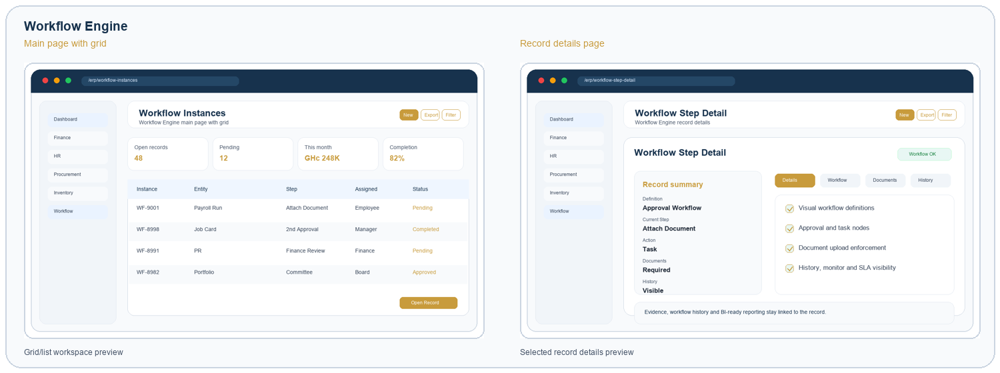 Workflow Engine
Main page with grid
Record details page
/erp/workflow-instances
Dashboard
Finance
HR
Procurement
Inventory
Workflow
Workflow Instances
Workflow Engine main page with grid
New Export Filter
Open records
48
Pending
12
This month
GHc 248K
Completion
82%
Instance Entity Step Assigned Status
WF-9001 Payroll Run Attach Document Employee Pending
WF-8998 Job Card 2nd Approval Manager Completed
WF-8991 PR Finance Review Finance Pending
WF-8982 Portfolio Committee Board Approved
Open Record
Grid/list workspace preview
/erp/workflow-step-detail
Dashboard
Finance
HR
Procurement
Inventory
Workflow
Workflow Step Detail
Workflow Engine record details
New Export Filter
Workflow Step Detail
Workflow OK
Record summary
Definition
Approval Workflow
Current Step
Attach Document
Action
Task
Documents
Required
History
Visible
Details Workflow Documents History
Visual workflow definitions
Approval and task nodes
Document upload enforcement
History, monitor and SLA visibility
Evidence, workflow history and BI-ready reporting stay linked to the record.
Selected record details preview